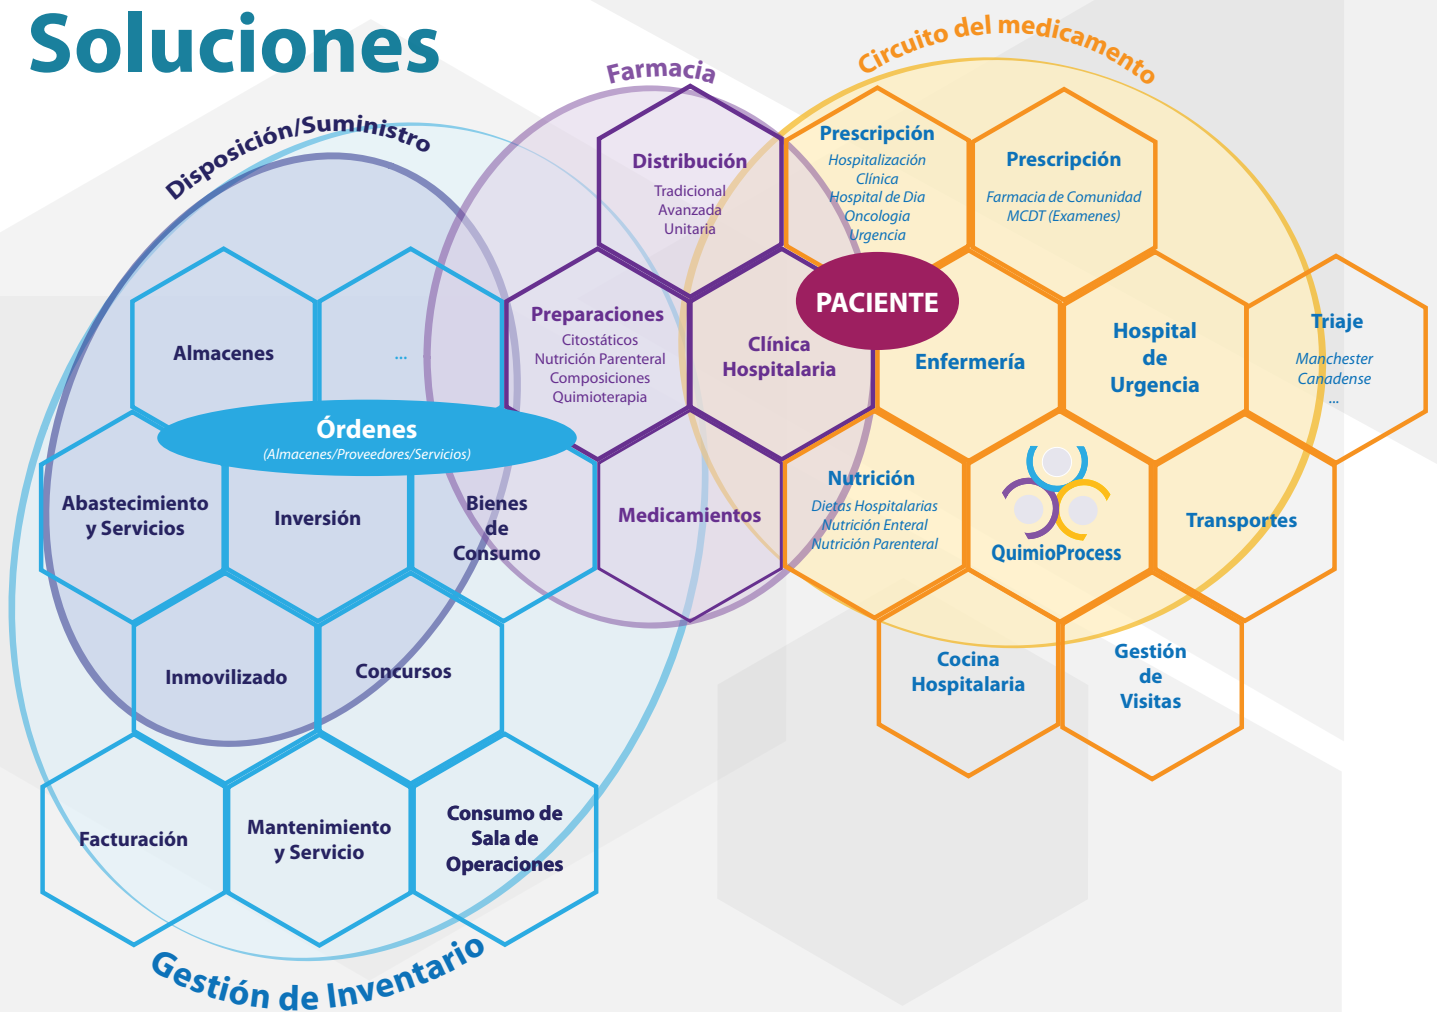 Soluciones
Disposición/Suministro
Farmacia
Circuito del medicamento
Distribución
Tradicional
Avanzada
Unitaria
Prescripción
Hospitalización
Clínica
Hospital de Dia
Oncologia
Urgencia
Prescripción
Farmacia de Comunidad
MCDT (Examenes)
PACIENTE
Almacenes
...
Preparaciones
Citostáticos
Nutrición Parenteral
Composiciones
Quimioterapia
Clínica
Hospitalaria
Enfermería
Hospital
de
Urgencia
Triaje
Manchester
Canadense
...
Órdenes
(Almacenes/Proveedores/Servicios)
Abastecimiento
y Servicios
Inversión
Bienes
de
Consumo
Medicamientos
Nutrición
Dietas Hospitalarias
Nutrición Enteral
Nutrición Parenteral
QuimioProcess
Transportes
Inmovilizado
Concursos
Cocina
Hospitalaria
Gestión
de
Visitas
Facturación
Mantenimiento
y Servicio
Consumo de
Sala de
Operaciones
Gestión de Inventario